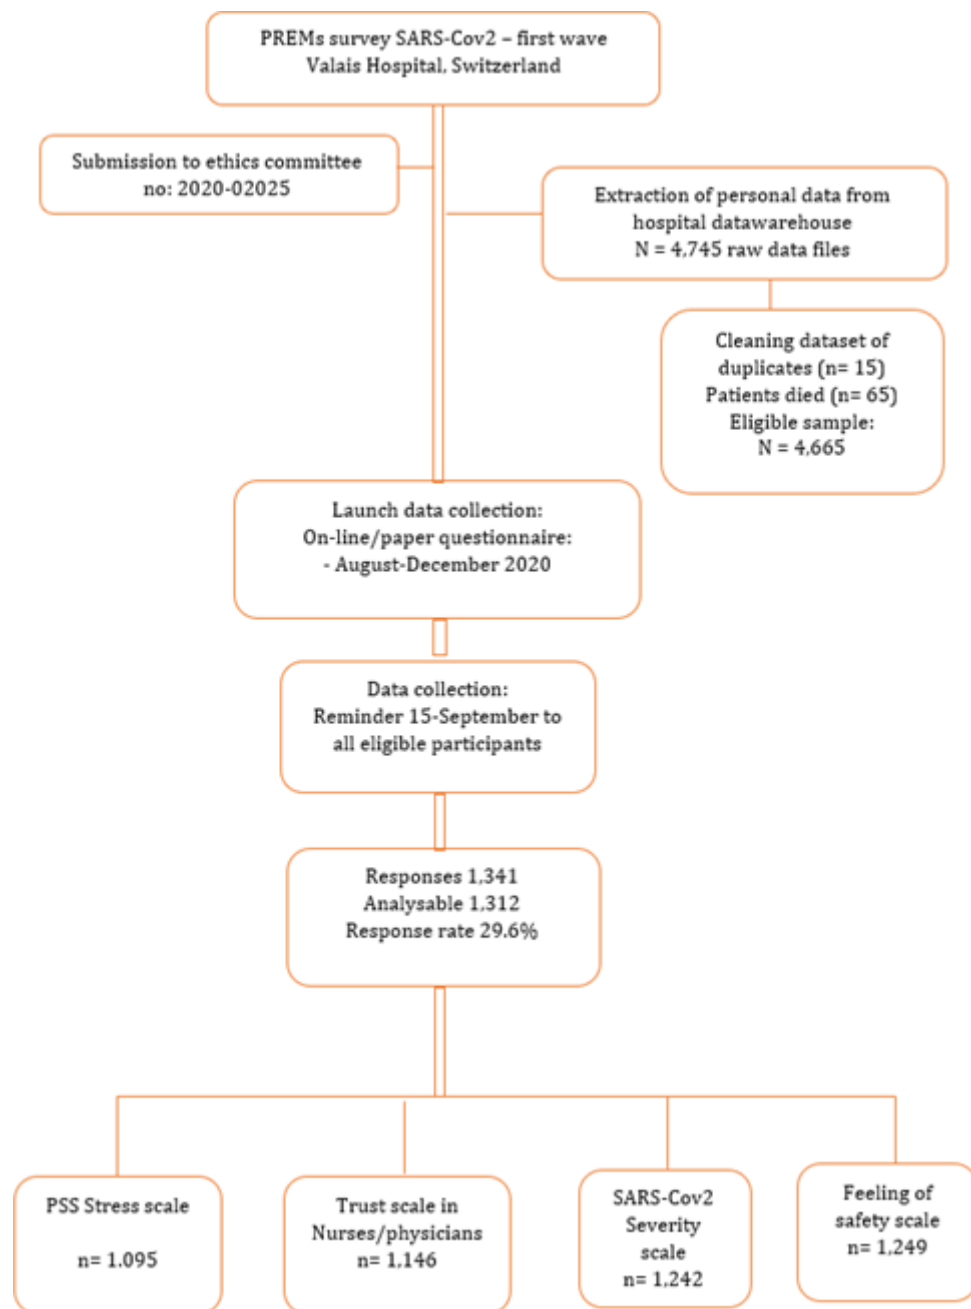 PREMs survey SARS-Cov2 – first wave
Valais Hospital, Switzerland
Submission to ethics committee
no: 2020-02025
Extraction of personal data from
hospital datawarehouse
N = 4,745 raw data files
Cleaning dataset of
duplicates (n= 15)
Patients died (n= 65)
Eligible sample:
N = 4,665
Launch data collection:
On-line/paper questionnaire:
- August-December 2020
Data collection:
Reminder 15-September to
all eligible participants
Responses 1,341
Analysable 1,312
Response rate 29.6%
PSS Stress scale
n= 1.095
Trust scale in
Nurses/physicians
n= 1,146
SARS-Cov2
Severity
scale
n= 1,242
Feeling of
safety scale
n= 1,249